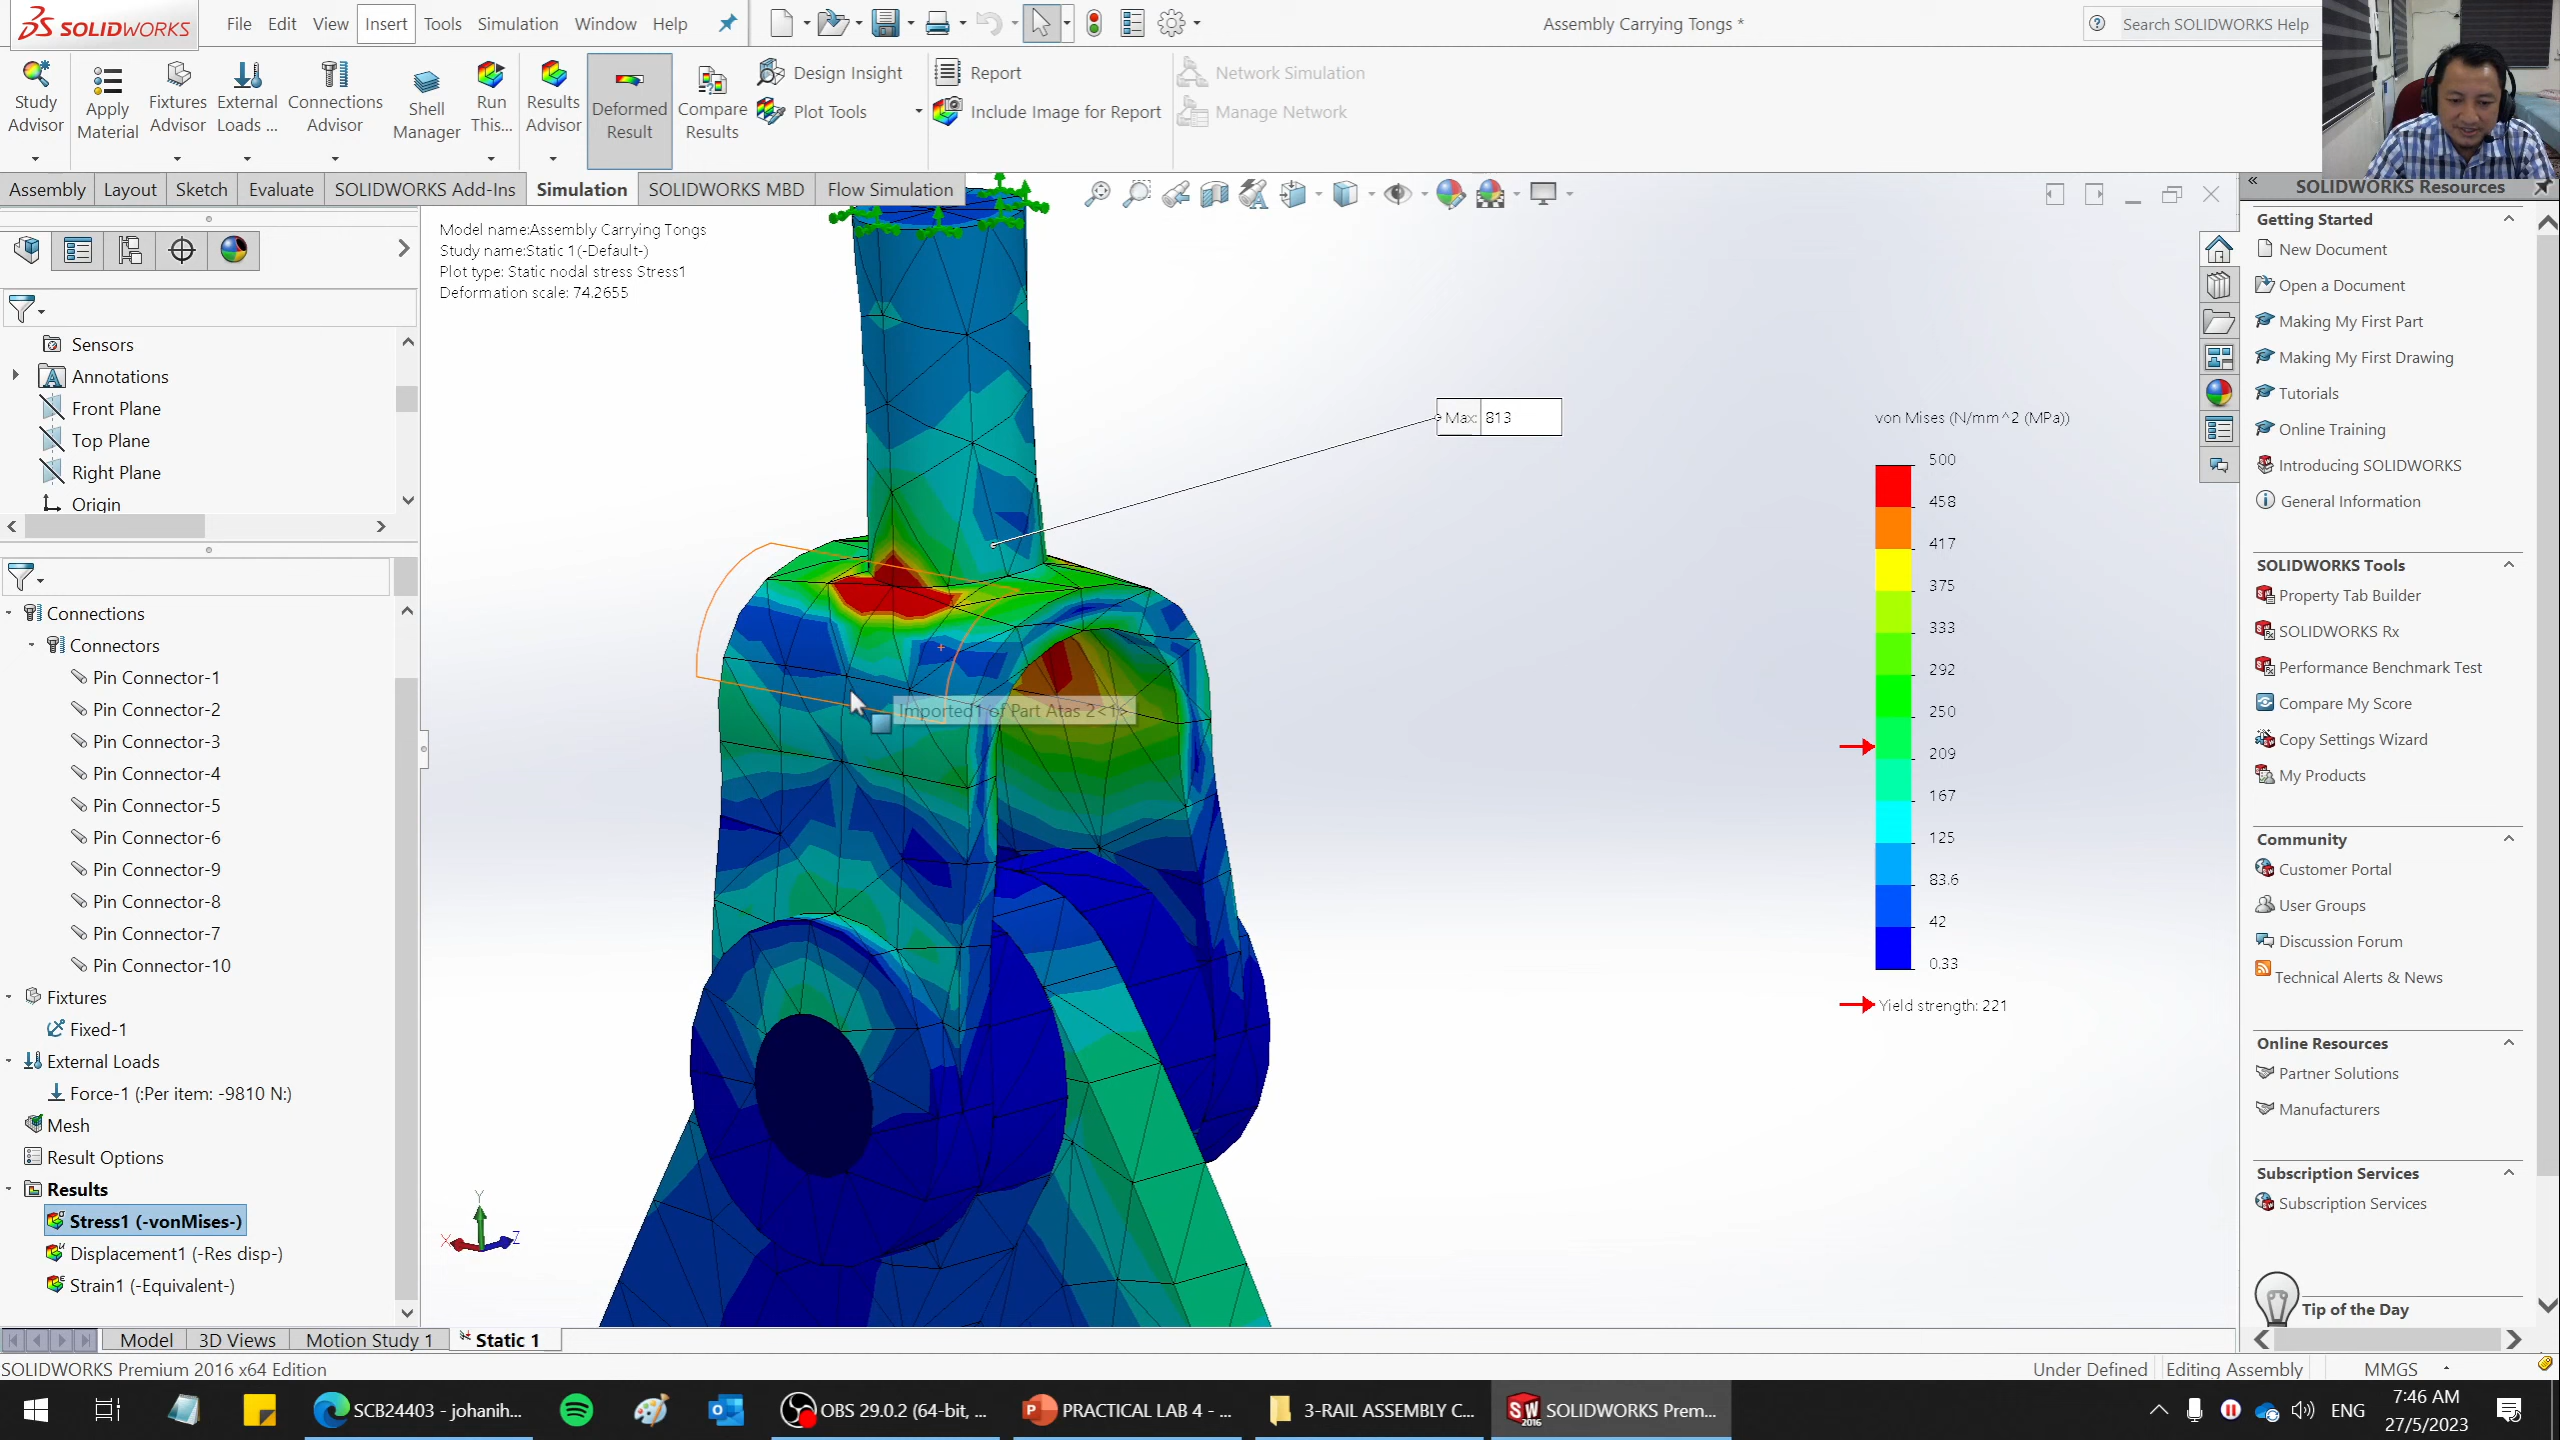 SOLIDWORKS
File Edit View Insert Tools Simulation Window Help
Assembly Carrying Tongs *
Search SOLIDWORKS Help
Study Advisor
Apply Material
Fixtures Advisor
External Loads ...
Connections Advisor
Shell Manager
Run This...
Results Advisor
Deformed Result
Compare Results
Design Insight
Plot Tools
Report
Include Image for Report
Network Simulation
Manage Network
Assembly Layout Sketch Evaluate SOLIDWORKS Add-Ins Simulation SOLIDWORKS MBD Flow Simulation
Sensors
Annotations
Front Plane
Top Plane
Right Plane
Origin
Connections
Connectors
Pin Connector-1
Pin Connector-2
Pin Connector-3
Pin Connector-4
Pin Connector-5
Pin Connector-6
Pin Connector-9
Pin Connector-8
Pin Connector-7
Pin Connector-10
Fixtures
Fixed-1
External Loads
Force-1 (:Per item: -9810 N:)
Mesh
Result Options
Results
Stress1 (-vonMises-)
Displacement1 (-Res disp-)
Strain1 (-Equivalent-)
Model name:Assembly Carrying Tongs
Study name:Static 1(-Default-)
Plot type: Static nodal stress Stress1
Deformation scale: 74.2655
Max: 813
Imported1 of Part Atas 2<1>
Y
X
Z
von Mises (N/mm^2 (MPa))
500
458
417
375
333
292
250
209
167
125
83.6
42
0.33
Yield strength: 221
SOLIDWORKS Resources
Getting Started
New Document
Open a Document
Making My First Part
Making My First Drawing
Tutorials
Online Training
Introducing SOLIDWORKS
General Information
SOLIDWORKS Tools
Property Tab Builder
SOLIDWORKS Rx
Performance Benchmark Test
Compare My Score
Copy Settings Wizard
My Products
Community
Customer Portal
User Groups
Discussion Forum
Technical Alerts & News
Online Resources
Partner Solutions
Manufacturers
Subscription Services
Subscription Services
Tip of the Day
Model 3D Views Motion Study 1 Static 1
SOLIDWORKS Premium 2016 x64 Edition
Under Defined Editing Assembly MMGS
SCB24403 - johanih...
OBS 29.0.2 (64-bit, ...
PRACTICAL LAB 4 - ...
3-RAIL ASSEMBLY C...
SW 2016
SOLIDWORKS Prem...
ENG
7:46 AM
27/5/2023